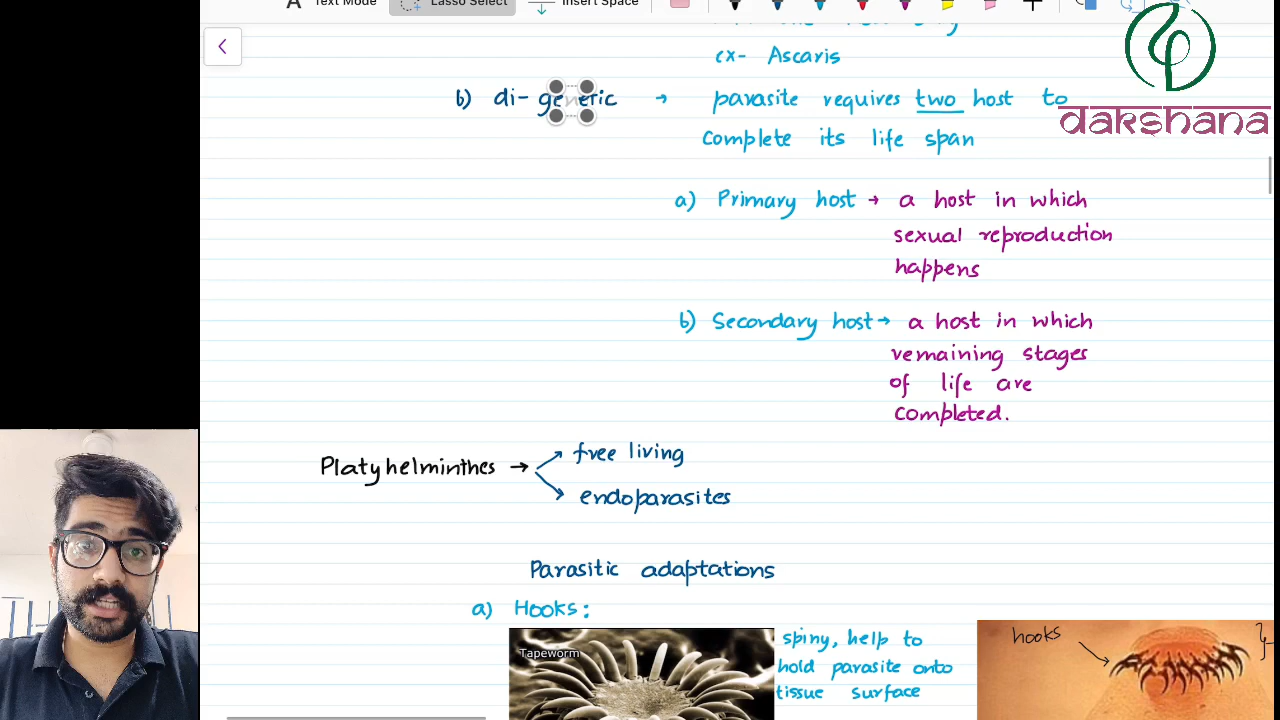 A Text Mode Lasso Select Insert Space
ex- Ascaris
b) di-generic → parasite requires two host to
complete its life span
dakshana
a) Primary host → a host in which
sexual reproduction
happens
b) Secondary host → a host in which
remaining stages
of life are
completed.
Platyhelminthes → free living
endoparasites
Parasitic adaptations
a) Hooks:
Tapeworm
spiny, help to
hold parasite onto
tissue surface
hooks